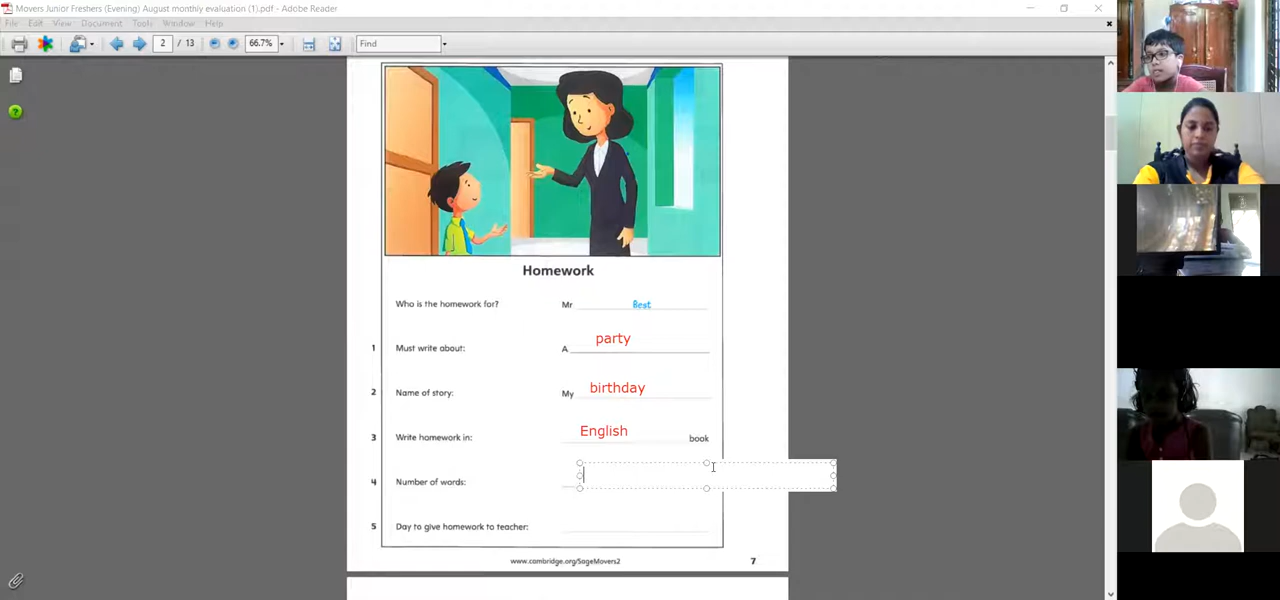 Movers Junior Freshers (Evening) August monthly evaluation (1).pdf - Adobe Reader
File Edit View Document Tools Window Help
2 / 13 66.7% Find
Homework
Who is the homework for? Mr Best
1 Must write about: A party
2 Name of story: My birthday
3 Write homework in: English book
4 Number of words:
5 Day to give homework to teacher:
www.cambridge.org/SageMovers2 7